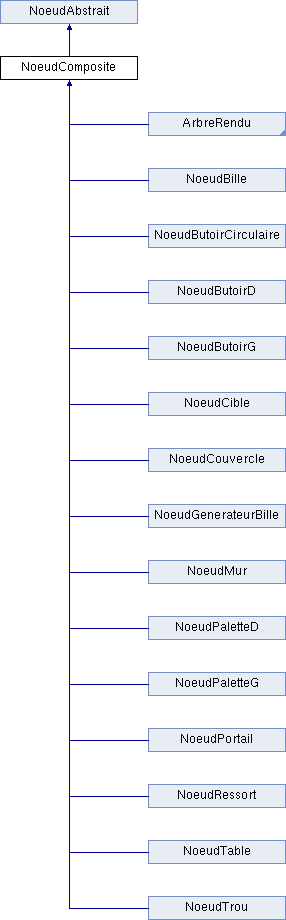 NoeudAbstrait
NoeudComposite
ArbreRendu
NoeudBille
NoeudButoirCirculaire
NoeudButoirD
NoeudButoirG
NoeudCible
NoeudCouvercle
NoeudGenerateurBille
NoeudMur
NoeudPaletteD
NoeudPaletteG
NoeudPortail
NoeudRessort
NoeudTable
NoeudTrou